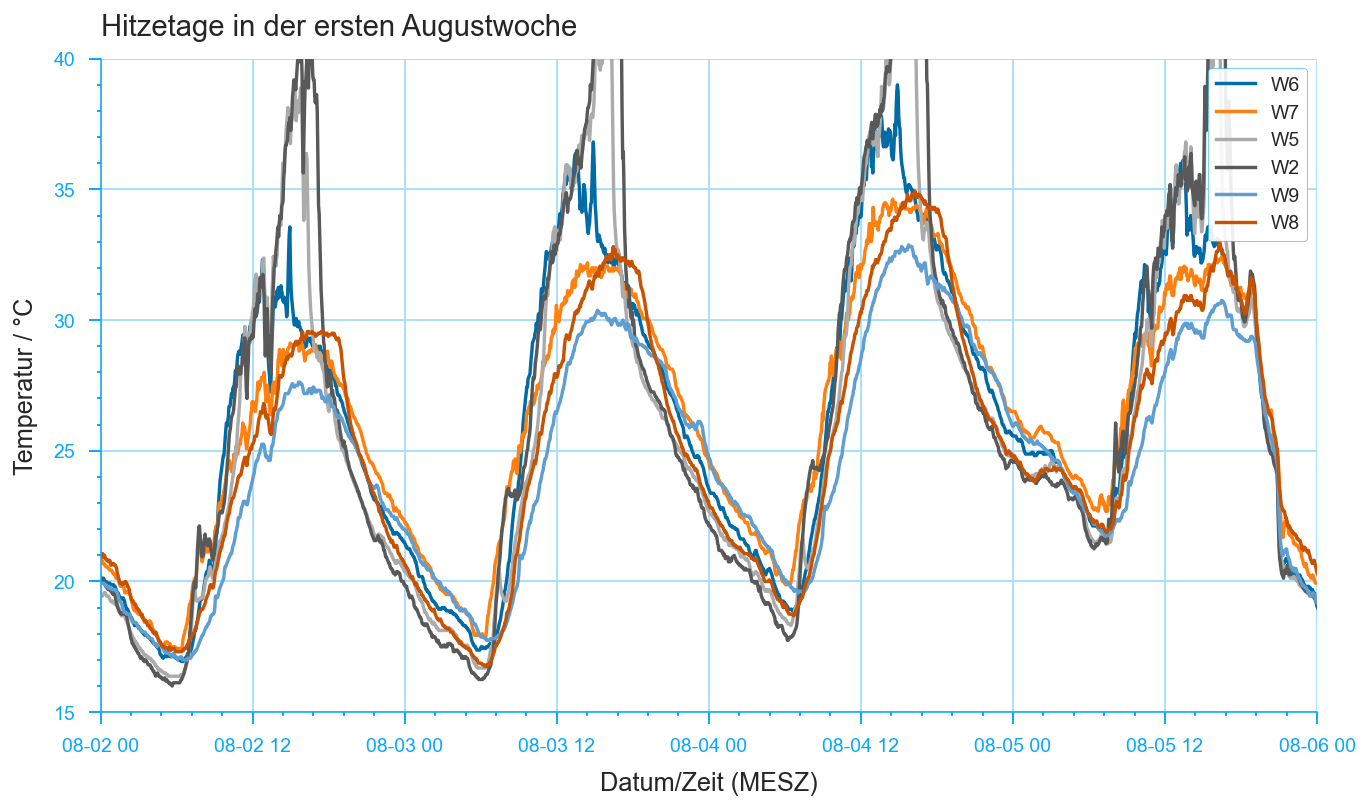 Hitzetage in der ersten Augustwoche
40
35
30
25
20
15
Temperatur / °C
W6
W7
W5
W2
W9
W8
08-02 00
08-02 12
08-03 00
08-03 12
08-04 00
08-04 12
08-05 00
08-05 12
08-06 00
Datum/Zeit (MESZ)